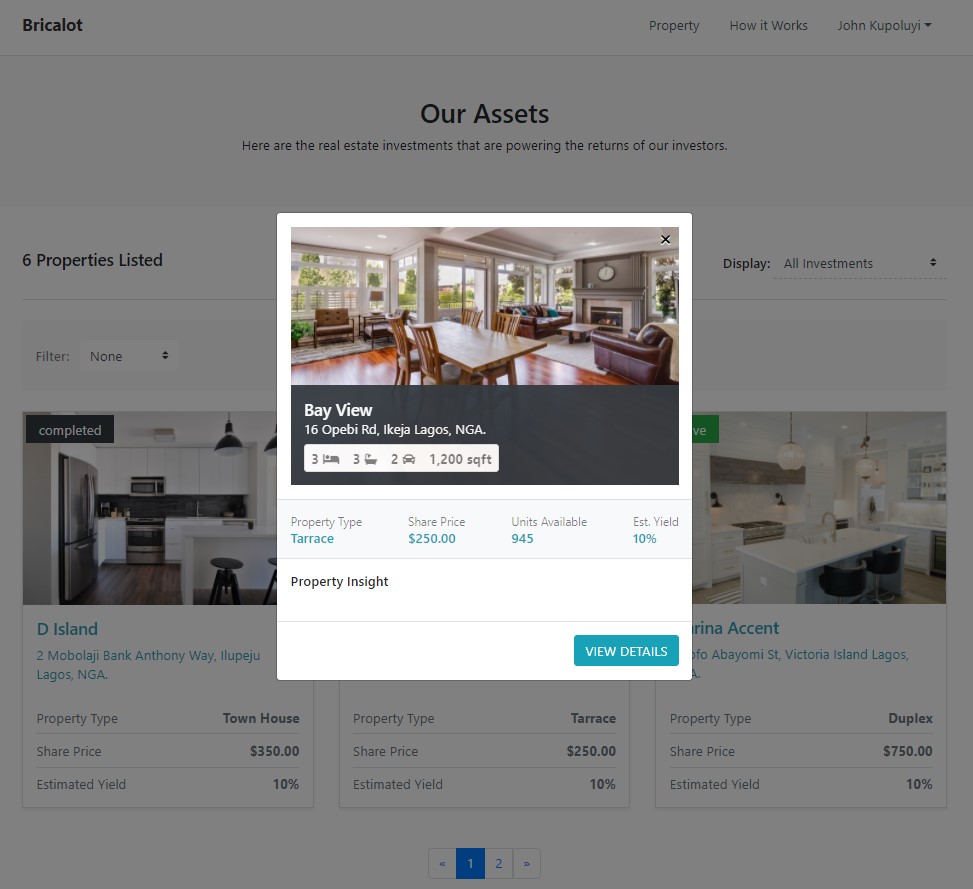 Bricalot
Property How it Works John Kupoluyi
Our Assets
Here are the real estate investments that are powering the returns of our investors.
6 Properties Listed
Display: All Investments
Filter: None
completed
D Island
2 Mobolaji Bank Anthony Way, Ilupeju
Lagos, NGA.
Property Type Town House
Share Price $350.00
Estimated Yield 10%
×
Bay View
16 Opebi Rd, Ikeja Lagos, NGA.
3 3 2 1,200 sqft
Property Type Share Price Units Available Est. Yield
Tarrace $250.00 945 10%
Property Insight
VIEW DETAILS
Property Type Tarrace
Share Price $250.00
Estimated Yield 10%
Accent
Abayomi St, Victoria Island Lagos,
Property Type Duplex
Share Price $750.00
Estimated Yield 10%
« 1 2 »